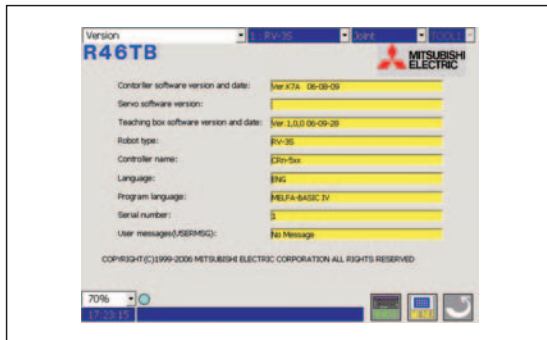 Version 1 : RV-3S Joint TOOL1
R46TB
MITSUBISHI
ELECTRIC
Contorller software version and date: Ver.K7A 06-08-09
Servo software version:
Teaching box software version and date: Ver.1,0,0 06-09-28
Robot type: RV-3S
Controller name: CRn-5xx
Language: ENG
Program language: MELFA-BASIC IV
Serial number: 1
User messages(USERMSG): No Message
COPYRIGHT(C)1999-2006 MITSUBISHI ELECTRIC CORPORATION ALL RIGHTS RESERVED
70%
17:23:15